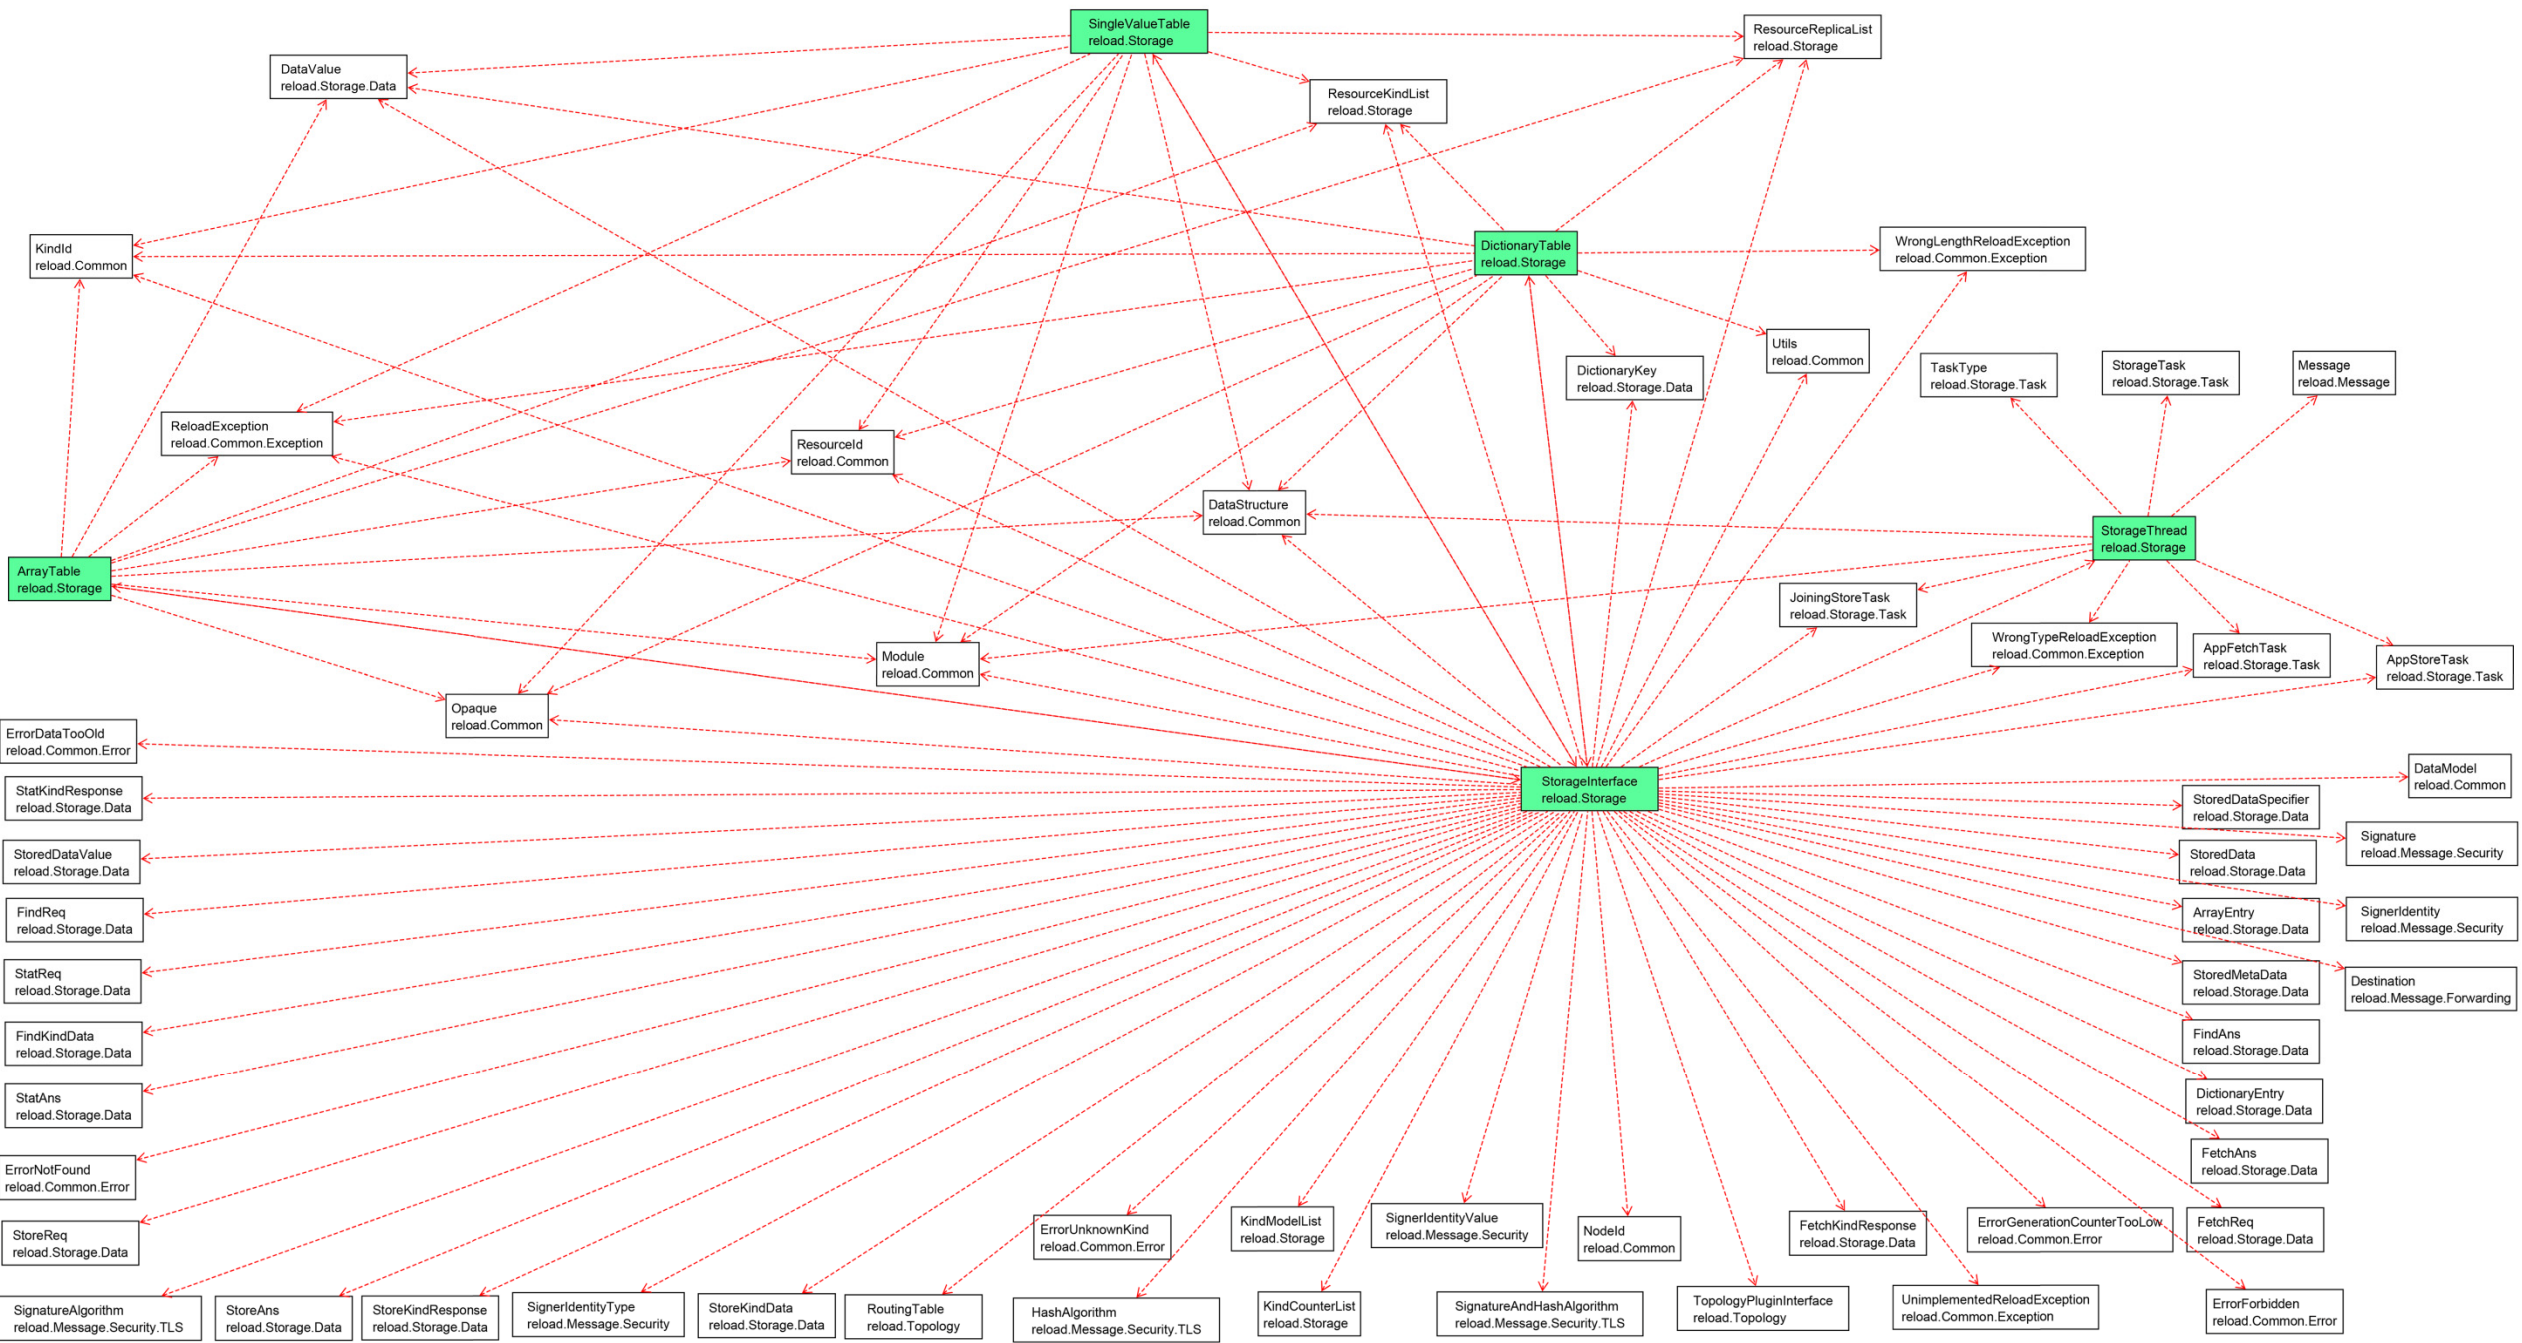 SingleValueTable
reload.Storage
ResourceReplicaList
reload.Storage
DataValue
reload.Storage.Data
ResourceKindList
reload.Storage
KindId
reload.Common
DictionaryTable
reload.Storage
WrongLengthReloadException
reload.Common.Exception
Utils
reload.Common
DictionaryKey
reload.Storage.Data
TaskType
reload.Storage.Task
StorageTask
reload.Storage.Task
Message
reload.Message
ReloadException
reload.Common.Exception
ResourceId
reload.Common
DataStructure
reload.Common
StorageThread
reload.Storage
ArrayTable
reload.Storage
JoiningStoreTask
reload.Storage.Task
WrongTypeReloadException
reload.Common.Exception
AppFetchTask
reload.Storage.Task
AppStoreTask
reload.Storage.Task
Module
reload.Common
Opaque
reload.Common
ErrorDataTooOld
reload.Common.Error
StorageInterface
reload.Storage
DataModel
reload.Common
StatKindResponse
reload.Storage.Data
StoredDataSpecifier
reload.Storage.Data
Signature
reload.Message.Security
StoredDataValue
reload.Storage.Data
StoredData
reload.Storage.Data
FindReq
reload.Storage.Data
ArrayEntry
reload.Storage.Data
SignerIdentity
reload.Message.Security
StatReq
reload.Storage.Data
StoredMetaData
reload.Storage.Data
Destination
reload.Message.Forwarding
FindKindData
reload.Storage.Data
FindAns
reload.Storage.Data
StatAns
reload.Storage.Data
DictionaryEntry
reload.Storage.Data
ErrorNotFound
reload.Common.Error
FetchAns
reload.Storage.Data
StoreReq
reload.Storage.Data
ErrorUnknownKind
reload.Common.Error
KindModelList
reload.Storage
SignerIdentityValue
reload.Message.Security
NodeId
reload.Common
FetchKindResponse
reload.Storage.Data
ErrorGenerationCounterTooLow
reload.Common.Error
FetchReq
reload.Storage.Data
SignatureAlgorithm
reload.Message.Security.TLS
StoreAns
reload.Storage.Data
StoreKindResponse
reload.Storage.Data
SignerIdentityType
reload.Message.Security
StoreKindData
reload.Storage.Data
RoutingTable
reload.Topology
HashAlgorithm
reload.Message.Security.TLS
KindCounterList
reload.Storage
SignatureAndHashAlgorithm
reload.Message.Security.TLS
TopologyPluginInterface
reload.Topology
UnimplementedReloadException
reload.Common.Exception
ErrorForbidden
reload.Common.Error